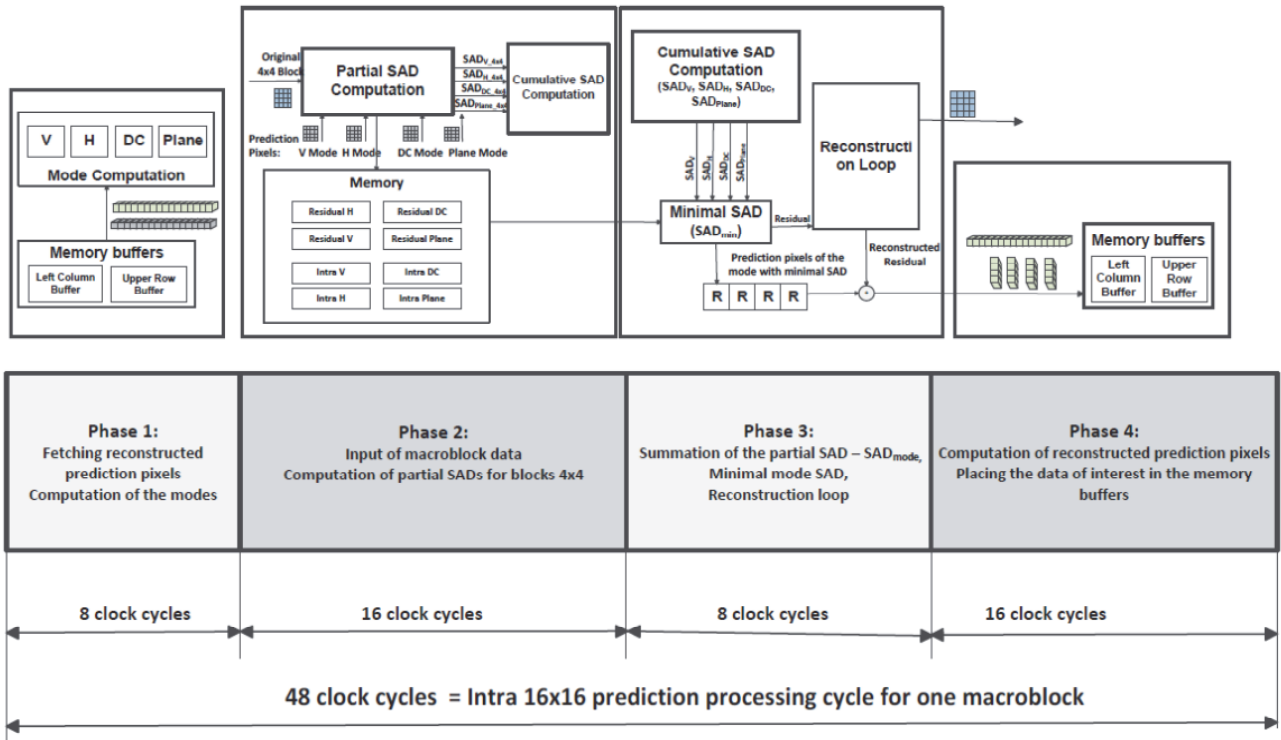 V H DC Plane
Mode Computation
Memory buffers
Left Column
Buffer
Upper Row
Buffer
Original
4x4 Block
Partial SAD
Computation
SADV_4x4
SADH_4x4
SADDC_4x4
SADPlane_4x4
Cumulative SAD
Computation
Prediction
Pixels:
V Mode H Mode DC Mode Plane Mode
Memory
Residual H Residual DC
Residual V Residual Plane
Intra V Intra DC
Intra H Intra Plane
Cumulative SAD
Computation
(SADV, SADH, SADDC,
SADPlane)
SADV
SADH
SADDC
SADPlane
Minimal SAD
(SADmin)
Residual
Reconstructi
on Loop
Prediction pixels of the
mode with minimal SAD
Reconstructed
Residual
R R R R
+
Memory buffers
Left
Column
Buffer
Upper
Row
Buffer
Phase 1:
Fetching reconstructed
prediction pixels
Computation of the modes
Phase 2:
Input of macroblock data
Computation of partial SADs for blocks 4x4
Phase 3:
Summation of the partial SAD – SADmode,
Minimal mode SAD,
Reconstruction loop
Phase 4:
Computation of reconstructed prediction pixels
Placing the data of interest in the memory
buffers
8 clock cycles
16 clock cycles
8 clock cycles
16 clock cycles
48 clock cycles = Intra 16x16 prediction processing cycle for one macroblock